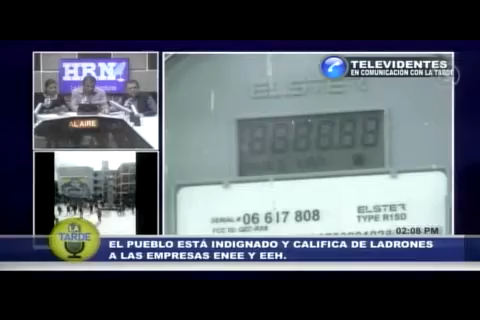 TELEVIDENTES
EN COMUNICACIÓN CON LA TARDE
HRN
AL AIRE
ELSTER
888888
SERIAL# 06 617 808
ELSTER
TYPE R1SD
02:08 PM
LA TARDE
EL PUEBLO ESTÁ INDIGNADO Y CALIFICA DE LADRONES
A LAS EMPRESAS ENEE Y EEH.